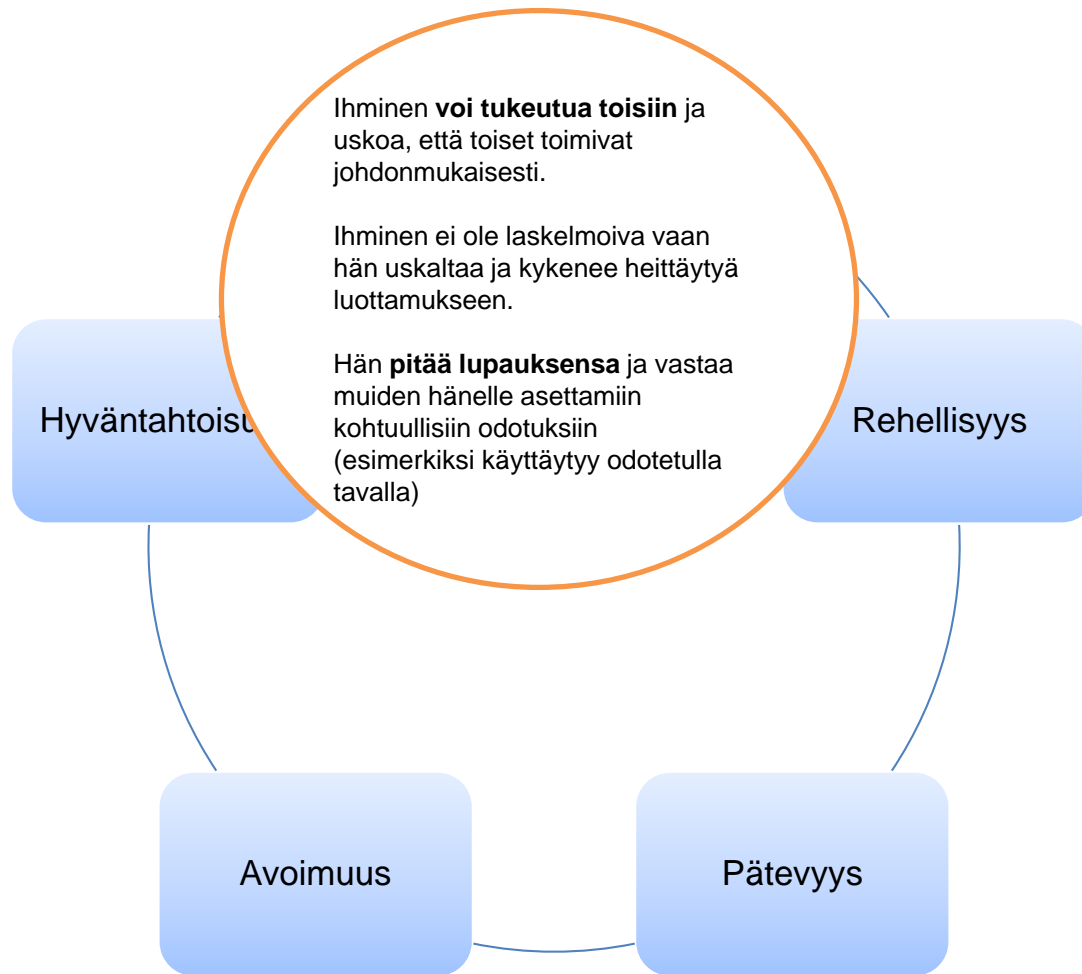 Ihminen voi tukeutua toisiin ja
uskoa, että toiset toimivat
johdonmukaisesti.
Ihminen ei ole laskelmoiva vaan
hän uskaltaa ja kykenee heittäytyä
luottamukseen.
Hän pitää lupauksensa ja vastaa
muiden hänelle asettamiin
kohtuullisiin odotuksiin
(esimerkiksi käyttäytyy odotetulla
tavalla)
Rehellisyys
Avoimuus
Pätevyys